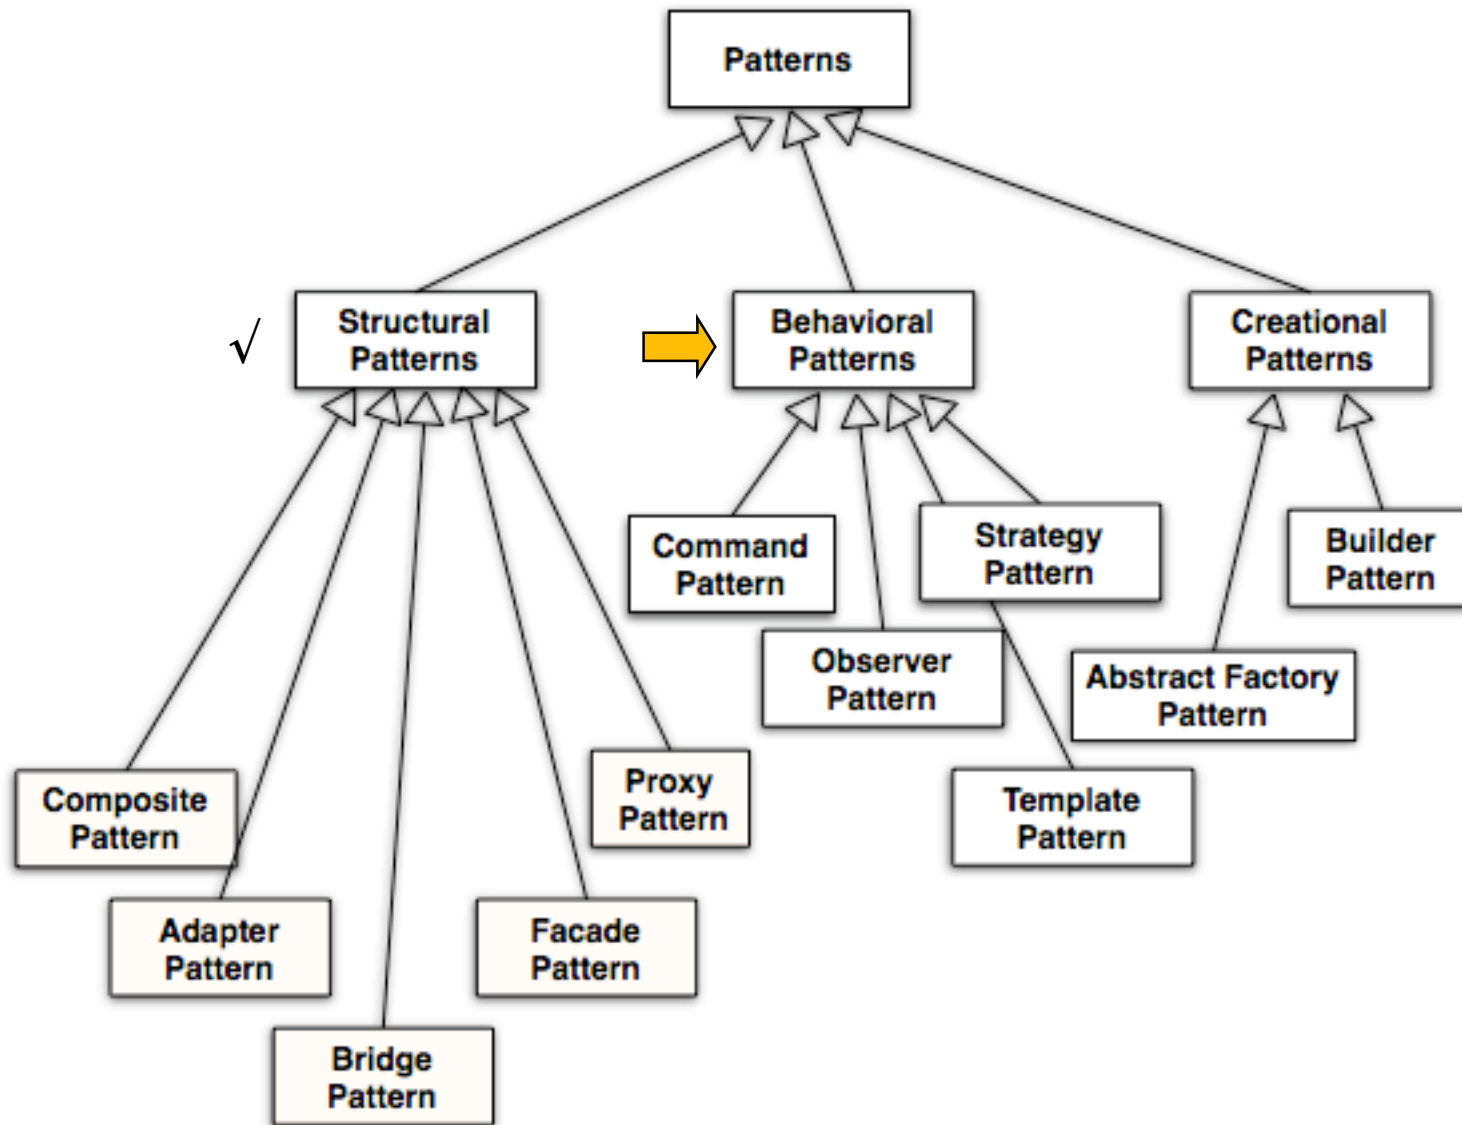 Patterns
√
Structural
Patterns
Behavioral
Patterns
Creational
Patterns
Command
Pattern
Strategy
Pattern
Builder
Pattern
Observer
Pattern
Abstract Factory
Pattern
Composite
Pattern
Proxy
Pattern
Template
Pattern
Adapter
Pattern
Facade
Pattern
Bridge
Pattern